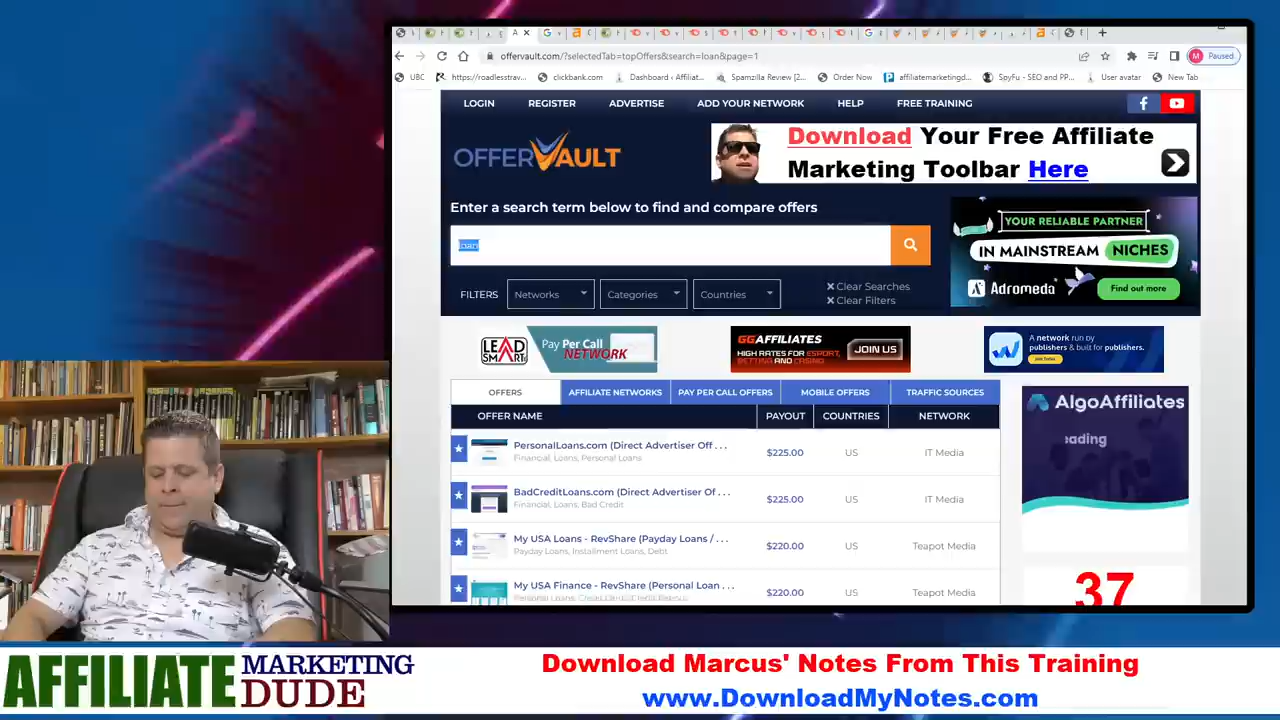 offervault.com/?selectedTab=topOffers&search=loan&page=1
Paused
UBC
https://roadlesstrav...
clickbank.com
Dashboard ‹ Affiliat...
Spamzilla Review [2...
Order Now
affiliatemarketingd...
SpyFu - SEO and PP...
User avatar
New Tab
LOGIN
REGISTER
ADVERTISE
ADD YOUR NETWORK
HELP
FREE TRAINING
OFFERVAULT
Download Your Free Affiliate
Marketing Toolbar Here
Enter a search term below to find and compare offers
loan
FILTERS
Networks
Categories
Countries
Clear Searches
Clear Filters
YOUR RELIABLE PARTNER
IN MAINSTREAM NICHES
Adromeda
Find out more
LEAD
SMART
Pay Per Call
NETWORK
GGAFFILIATES
HIGH RATES FOR ESPORT,
BETTING AND CASINO
JOIN US
A network run by
publishers & built for publishers.
OFFERS
AFFILIATE NETWORKS
PAY PER CALL OFFERS
MOBILE OFFERS
TRAFFIC SOURCES
OFFER NAME
PAYOUT
COUNTRIES
NETWORK
PersonalLoans.com (Direct Advertiser Off . . .
Financial, Loans, Personal Loans
$225.00
US
IT Media
BadCreditLoans.com (Direct Advertiser Of . . .
Financial, Loans, Bad Credit
$225.00
US
IT Media
My USA Loans - RevShare (Payday Loans / . . .
Payday Loans, Installment Loans, Debt
$220.00
US
Teapot Media
My USA Finance - RevShare (Personal Loan . . .
$220.00
US
Teapot Media
AlgoAffiliates
eading
37
AFFILIATE MARKETING
DUDE
Download Marcus' Notes From This Training
www.DownloadMyNotes.com